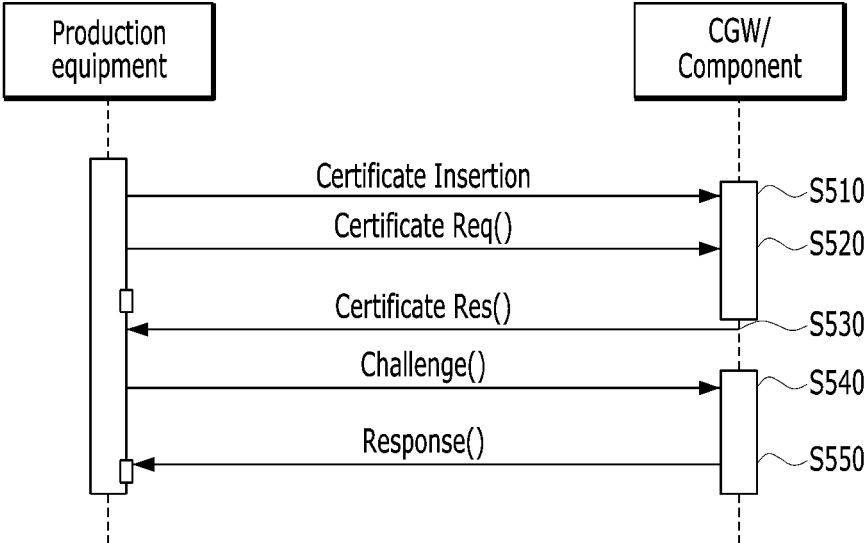 Production
equipment
CGW/
Component
Certificate Insertion
S510
Certificate Req()
S520
Certificate Res()
S530
Challenge()
S540
Response()
S550